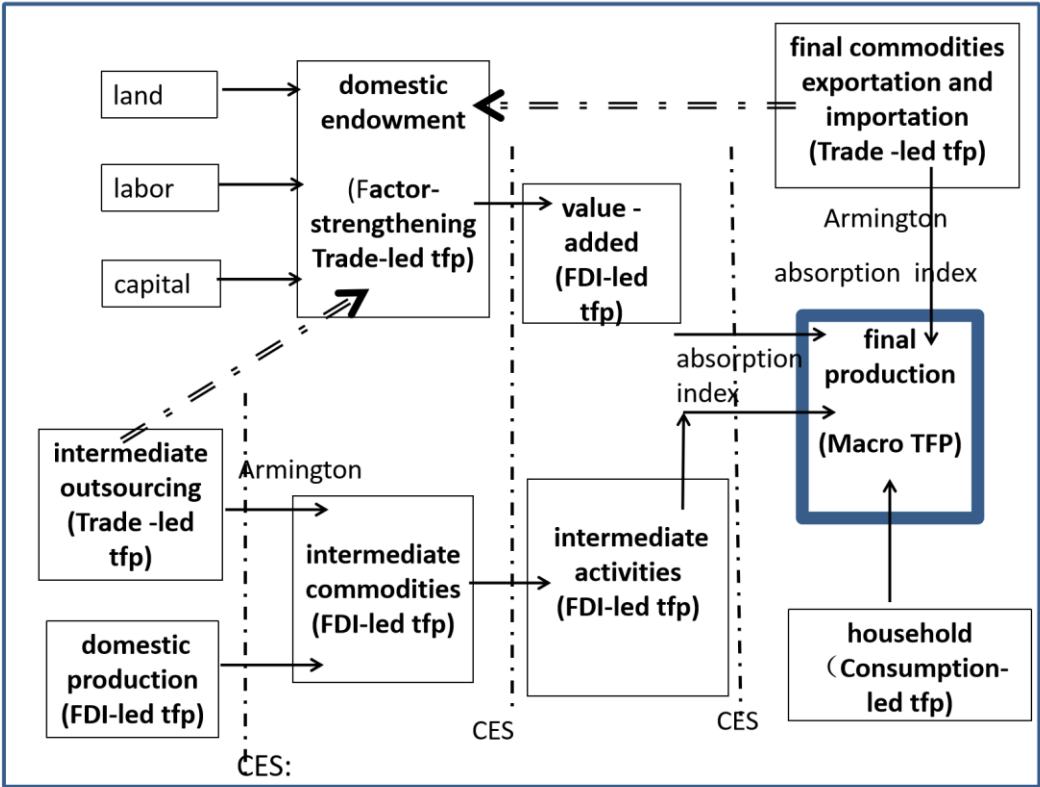 land
labor
capital
domestic
endowment
(Factor-
strengthening
Trade-led tfp)
final commodities
exportation and
importation
(Trade -led tfp)
value -
added
(FDI-led
tfp)
Armington
absorption index
absorption
index
final
production
(Macro TFP)
intermediate
outsourcing
(Trade -led
tfp)
Armington
domestic
production
(FDI-led tfp)
intermediate
commodities
(FDI-led tfp)
intermediate
activities
(FDI-led tfp)
household
（Consumption-
led tfp)
CES
CES
CES: